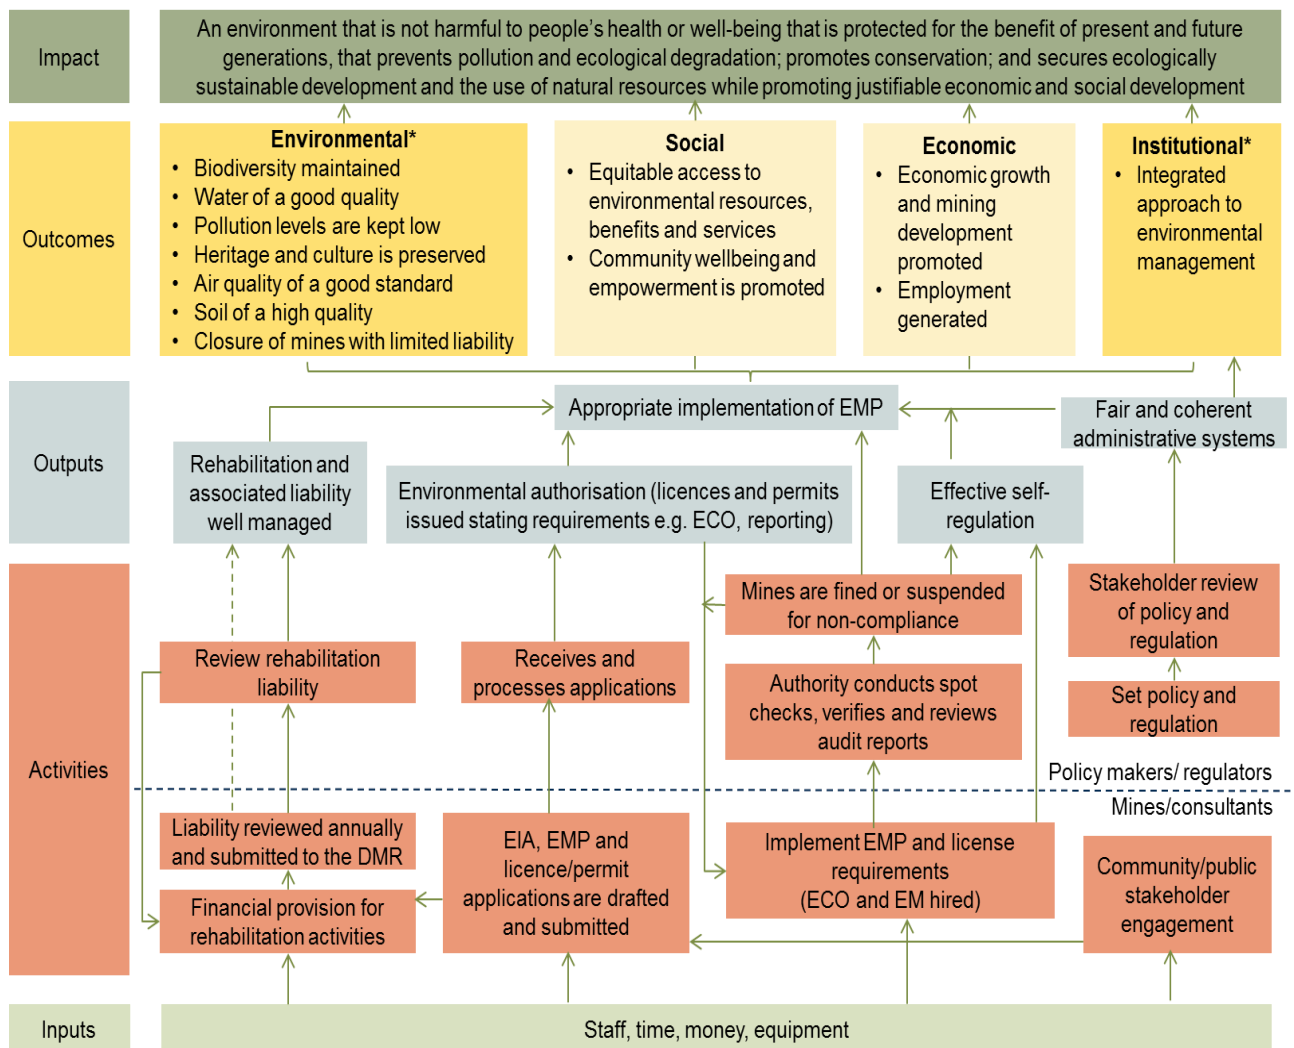 Impact
An environment that is not harmful to people's health or well-being that is protected for the benefit of present and future
generations, that prevents pollution and ecological degradation; promotes conservation; and secures ecologically
sustainable development and the use of natural resources while promoting justifiable economic and social development
Outcomes
Environmental*
• Biodiversity maintained
• Water of a good quality
• Pollution levels are kept low
• Heritage and culture is preserved
• Air quality of a good standard
• Soil of a high quality
• Closure of mines with limited liability
Social
• Equitable access to
environmental resources,
benefits and services
• Community wellbeing and
empowerment is promoted
Economic
• Economic growth
and mining
development
promoted
• Employment
generated
Institutional*
• Integrated
approach to
environmental
management
Outputs
Appropriate implementation of EMP
Fair and coherent
administrative systems
Rehabilitation and
associated liability
well managed
Environmental authorisation (licences and permits
issued stating requirements e.g. ECO, reporting)
Effective self-
regulation
Activities
Mines are fined or suspended
for non-compliance
Stakeholder review
of policy and
regulation
Review rehabilitation
liability
Receives and
processes applications
Authority conducts spot
checks, verifies and reviews
audit reports
Set policy and
regulation
Policy makers/ regulators
Mines/consultants
Liability reviewed annually
and submitted to the DMR
EIA, EMP and
licence/permit
applications are drafted
and submitted
Implement EMP and license
requirements
(ECO and EM hired)
Community/public
stakeholder
engagement
Financial provision for
rehabilitation activities
Inputs
Staff, time, money, equipment